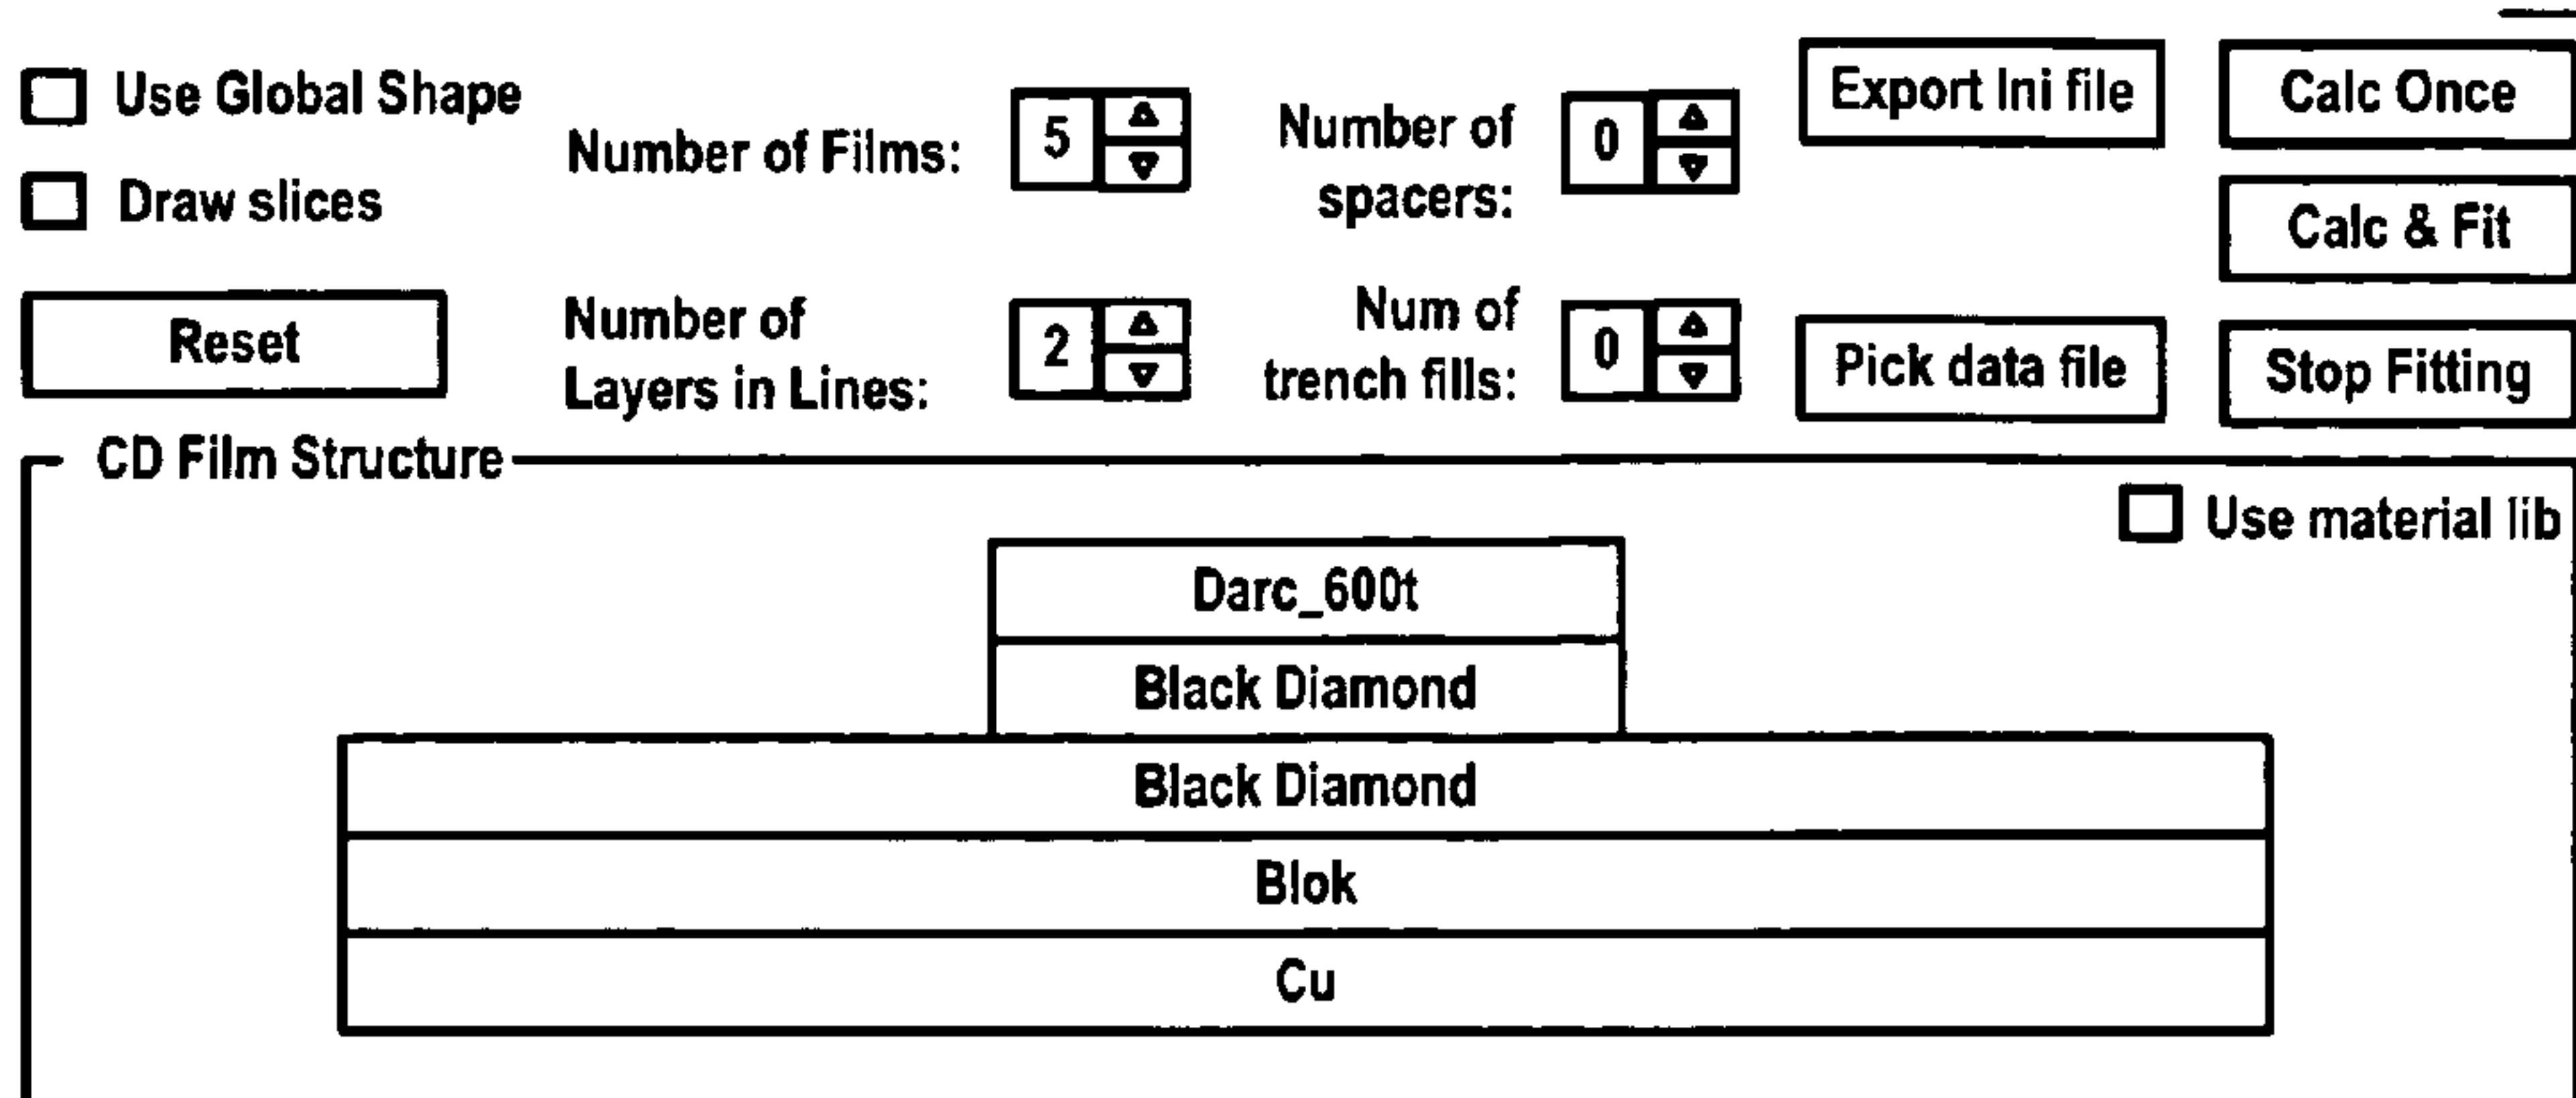 Use Global Shape
Draw slices
Reset
Number of Films:
5
Number of
Layers in Lines:
2
Number of
spacers:
0
Num of
trench fills:
0
Export Ini file
Pick data file
Calc Once
Calc & Fit
Stop Fitting
CD Film Structure
Use material lib
Darc_600t
Black Diamond
Black Diamond
Blok
Cu